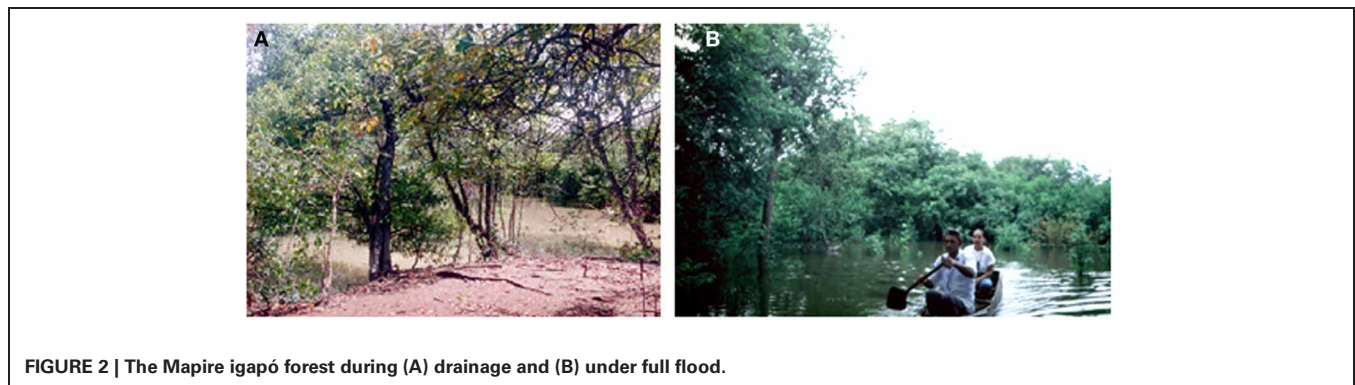 A
B
FIGURE 2 | The Mapire igapó forest during (A) drainage and (B) under full flood.